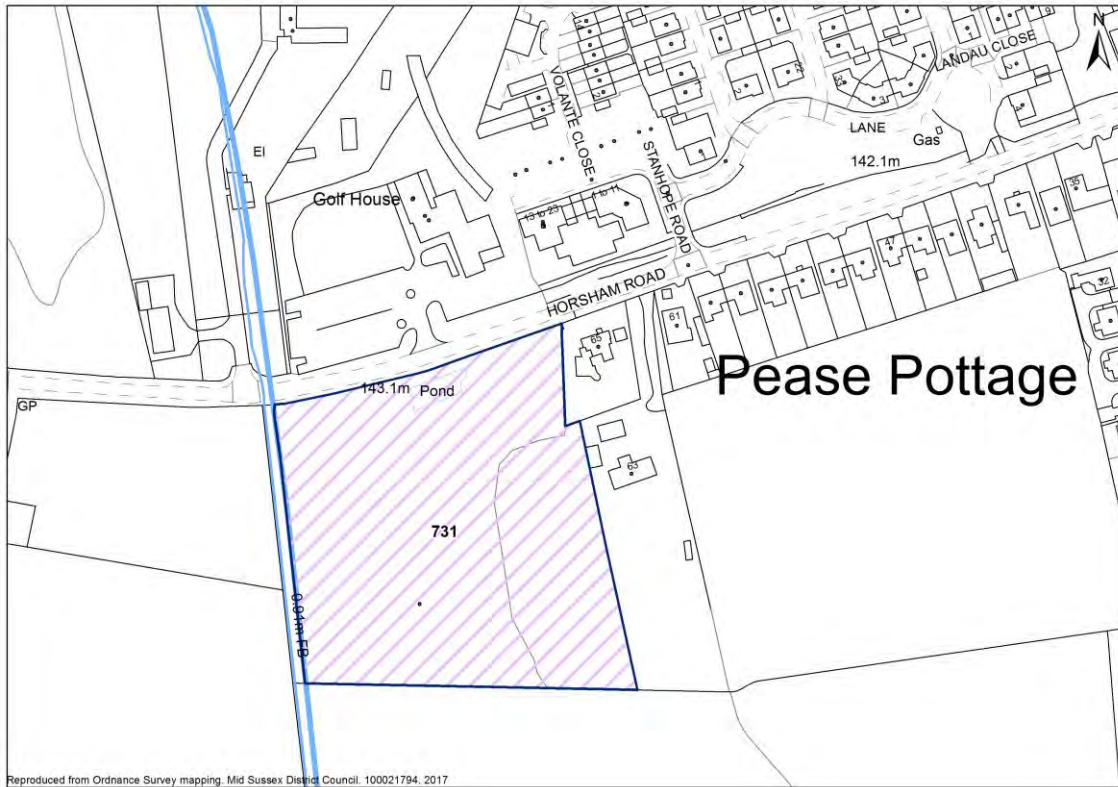 N
LANDAU CLOSE
VOLANTE CLOSE
LANE
Gas
142.1m
STANHOPE ROAD
El
Golf House
13 to 23
1 to 11
HORSHAM ROAD
61
65
47
35
32
Pease Pottage
143.1m
Pond
GP
63
731
0.91m FB
Reproduced from Ordnance Survey mapping. Mid Sussex District Council. 100021794, 2017